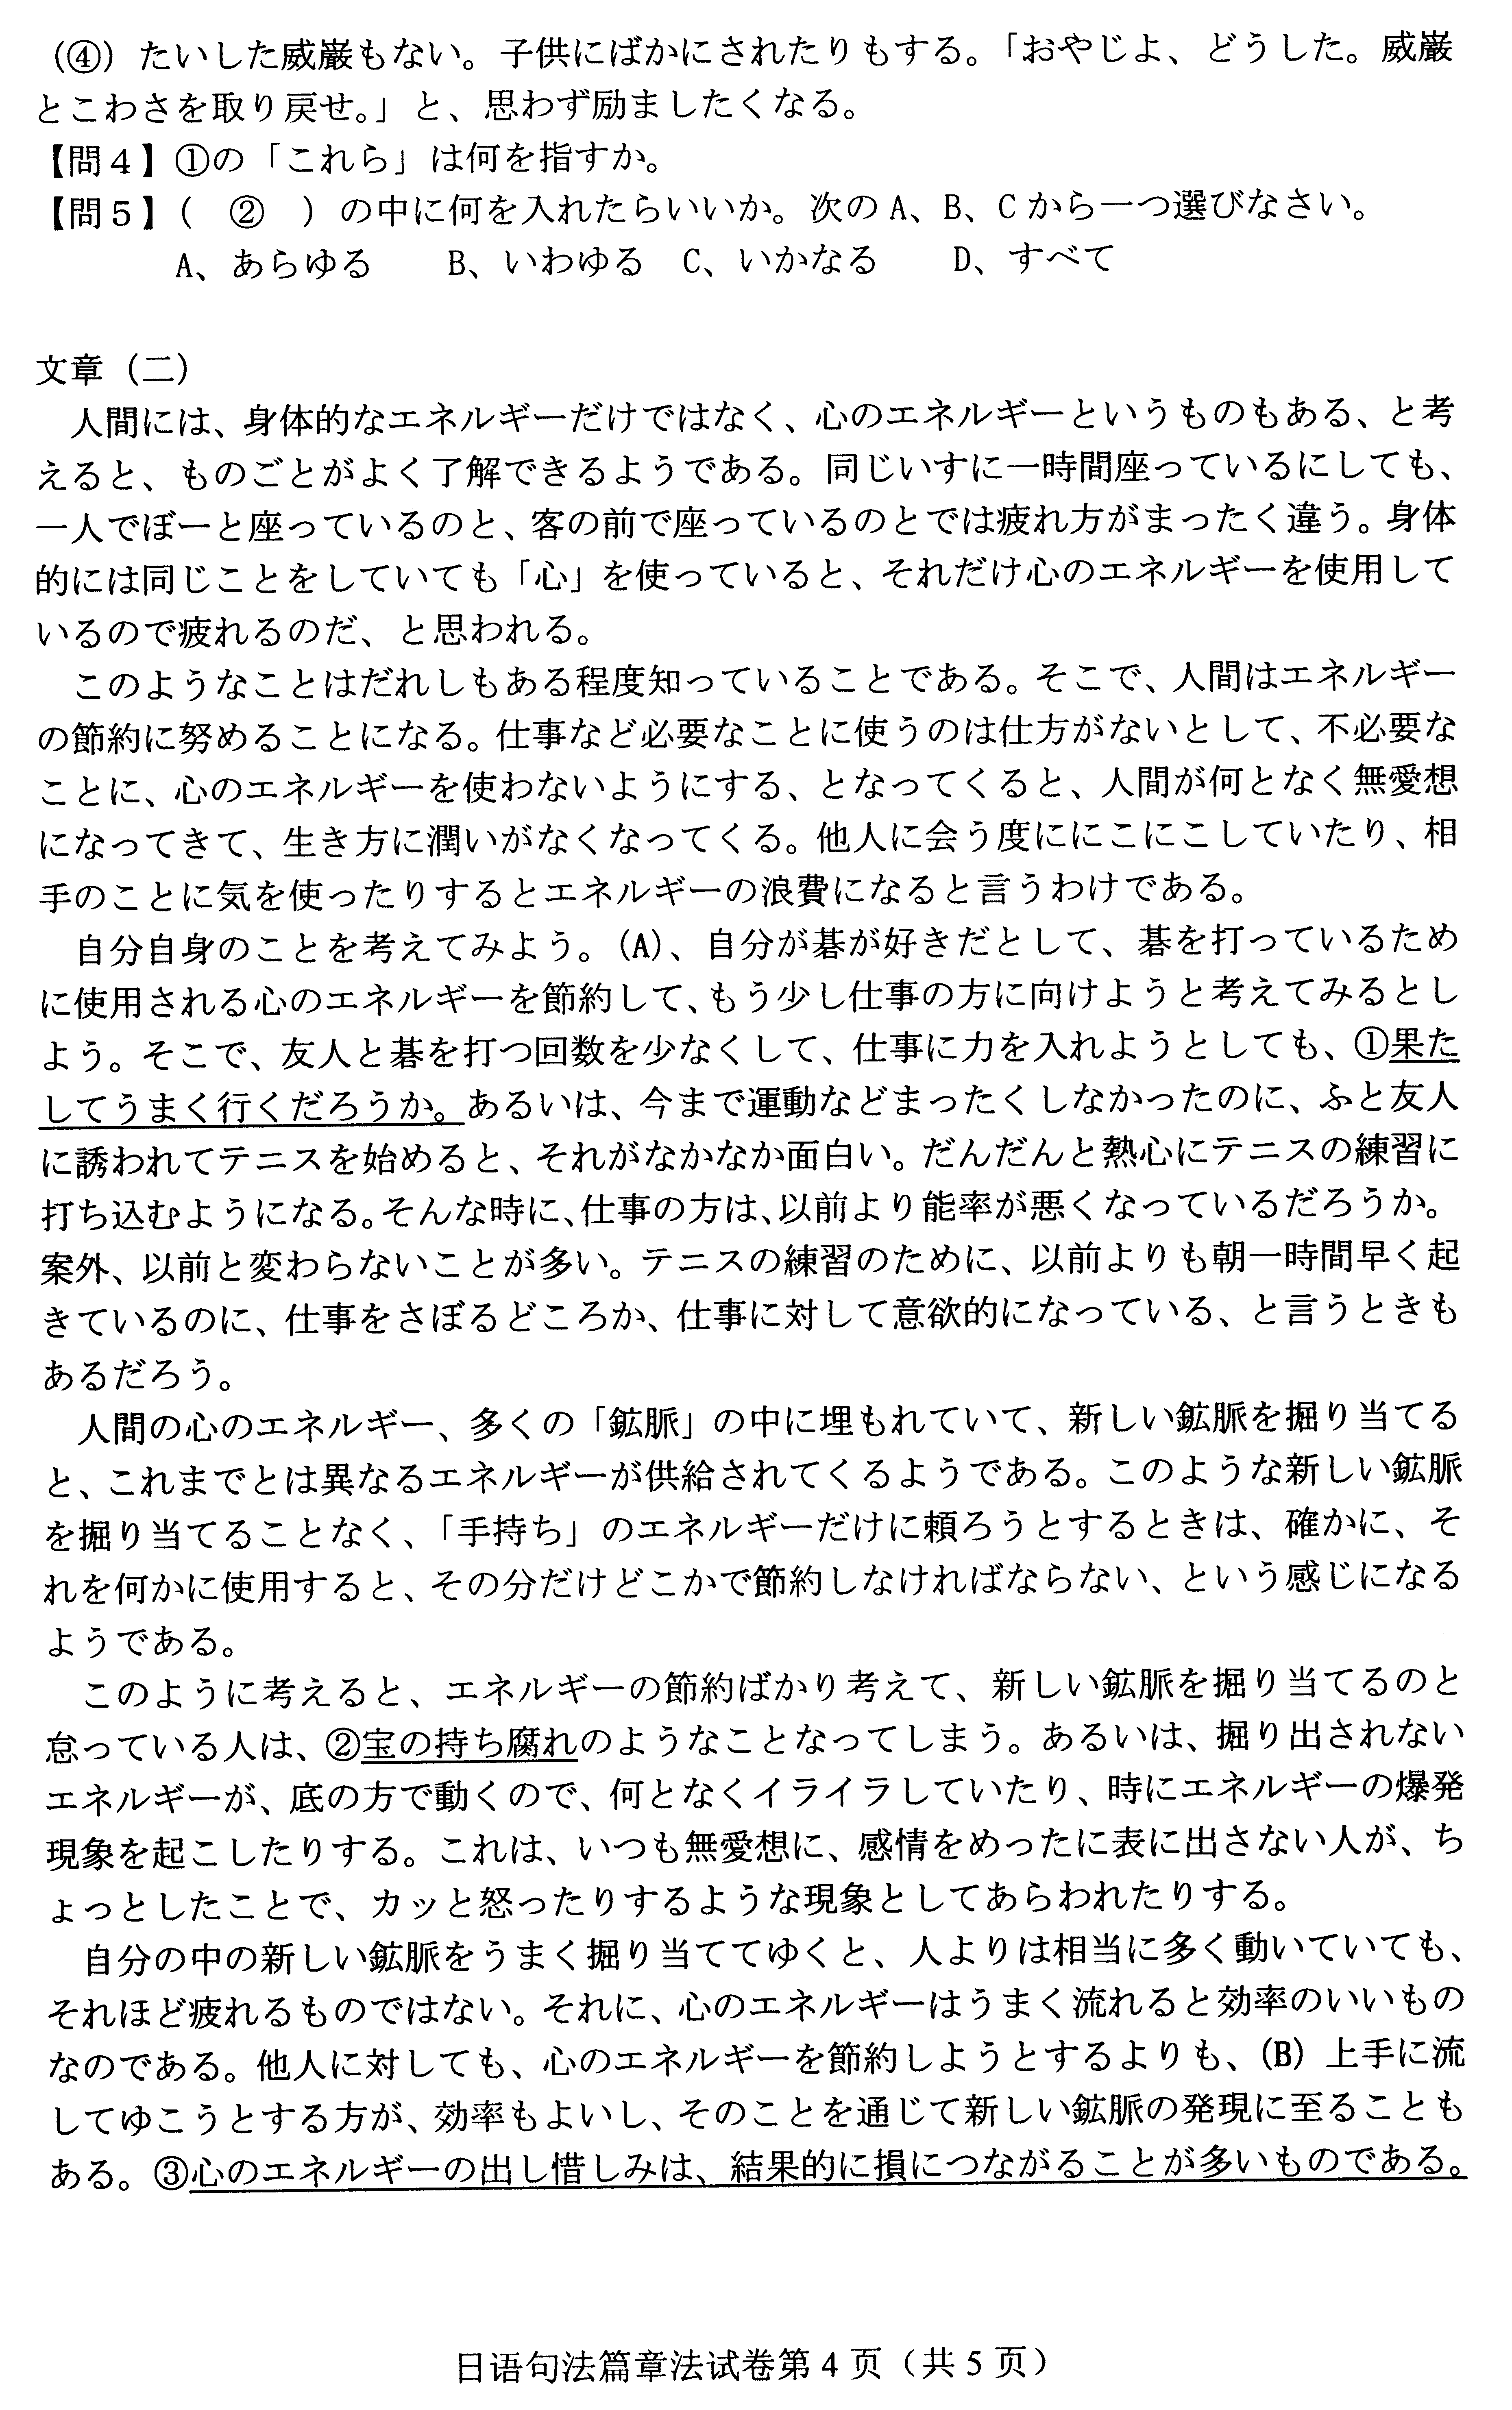 （④）たいした威厳もない。子供にばかにされたりもする。「おやじよ、どうした。威厳
とこわさを取り戻せ。」と、思わず励ましたくなる。
【問４】①の「これら」は何を指すか。
【問５】（　②　）の中に何を入れたらいいか。次の A、B、C から一つ選びなさい。
A、あらゆる　　B、いわゆる　C、いかなる　　D、すべて
文章（二）
人間には、身体的なエネルギーだけではなく、心のエネルギーというものもある、と考
えると、ものごとがよく了解できるようである。同じいすに一時間座っているにしても、
一人でぼーと座っているのと、客の前で座っているのとでは疲れ方がまったく違う。身体
的には同じことをしていても「心」を使っていると、それだけ心のエネルギーを使用して
いるので疲れるのだ、と思われる。
このようなことはだれしもある程度知っていることである。そこで、人間はエネルギー
の節約に努めることになる。仕事など必要なことに使うのは仕方がないとして、不必要な
ことに、心のエネルギーを使わないようにする、となってくると、人間が何となく無愛想
になってきて、生き方に潤いがなくなってくる。他人に会う度ににこにこしていたり、相
手のことに気を使ったりするとエネルギーの浪費になると言うわけである。
自分自身のことを考えてみよう。(A)、自分が碁が好きだとして、碁を打っているため
に使用される心のエネルギーを節約して、もう少し仕事の方に向けようと考えてみるとし
よう。そこで、友人と碁を打つ回数を少なくして、仕事に力を入れようとしても、①果た
してうまく行くだろうか。あるいは、今まで運動などまったくしなかったのに、ふと友人
に誘われてテニスを始めると、それがなかなか面白い。だんだんと熱心にテニスの練習に
打ち込むようになる。そんな時に、仕事の方は、以前より能率が悪くなっているだろうか。
案外、以前と変わらないことが多い。テニスの練習のために、以前よりも朝一時間早く起
きているのに、仕事をさぼるどころか、仕事に対して意欲的になっている、と言うときも
あるだろう。
人間の心のエネルギー、多くの「鉱脈」の中に埋もれていて、新しい鉱脈を掘り当てる
と、これまでとは異なるエネルギーが供給されてくるようである。このような新しい鉱脈
を掘り当てることなく、「手持ち」のエネルギーだけに頼ろうとするときは、確かに、そ
れを何かに使用すると、その分だけどこかで節約しなければならない、という感じになる
ようである。
このように考えると、エネルギーの節約ばかり考えて、新しい鉱脈を掘り当てるのと
怠っている人は、②宝の持ち腐れのようなことなってしまう。あるいは、掘り出されない
エネルギーが、底の方で動くので、何となくイライラしていたり、時にエネルギーの爆発
現象を起こしたりする。これは、いつも無愛想に、感情をめったに表に出さない人が、ち
ょっとしたことで、カッと怒ったりするような現象としてあらわれたりする。
自分の中の新しい鉱脈をうまく掘り当ててゆくと、人よりは相当に多く動いていても、
それほど疲れるものではない。それに、心のエネルギーはうまく流れると効率のいいもの
なのである。他人に対しても、心のエネルギーを節約しようとするよりも、(B) 上手に流
してゆこうとする方が、効率もよいし、そのことを通じて新しい鉱脈の発現に至ることも
ある。③心のエネルギーの出し惜しみは、結果的に損につながることが多いものである。
日语句法篇章法试卷第 4 页（共 5 页）